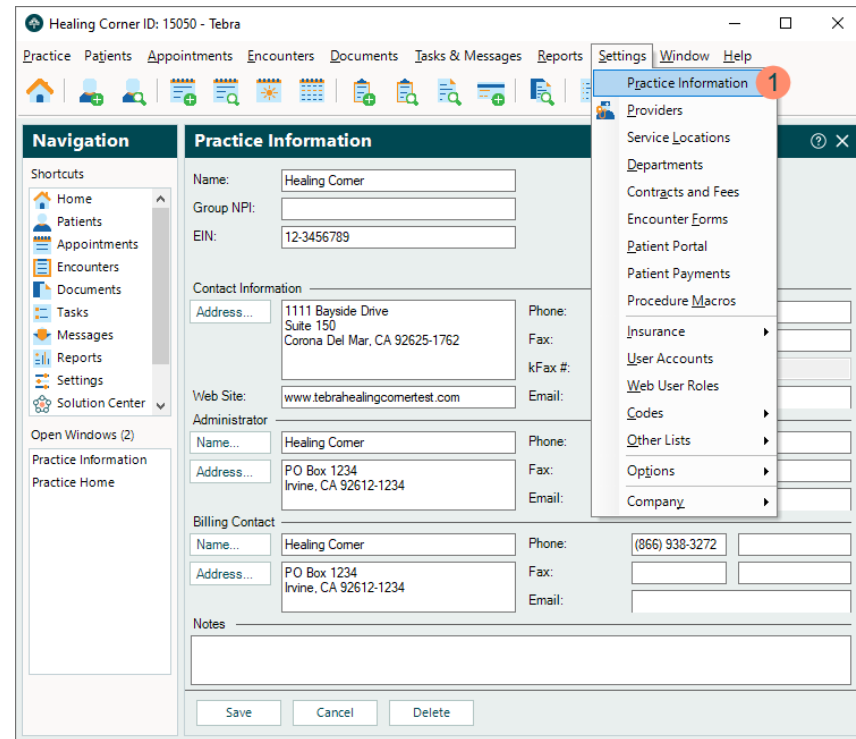 Healing Corner ID: 15050 - Tebra
Practice Patients Appointments Encounters Documents Tasks & Messages Reports Settings Window Help
Practice Information 1
Providers
Service Locations
Departments
Contracts and Fees
Encounter Forms
Patient Portal
Patient Payments
Procedure Macros
Insurance
User Accounts
Web User Roles
Codes
Other Lists
Options
Company
Navigation
Shortcuts
Home
Patients
Appointments
Encounters
Documents
Tasks
Messages
Reports
Settings
Solution Center
Open Windows (2)
Practice Information
Practice Home
Practice Information
Name: Healing Corner
Group NPI:
EIN: 12-3456789
Contact Information
Address... 1111 Bayside Drive
Suite 150
Corona Del Mar, CA 92625-1762
Phone:
Fax:
kFax #:
Web Site: www.tebrahealingcornertest.com Email:
Administrator
Name... Healing Corner Phone:
Address... PO Box 1234
Irvine, CA 92612-1234
Fax:
Email:
Billing Contact
Name... Healing Corner Phone: (866) 938-3272
Address... PO Box 1234
Irvine, CA 92612-1234
Fax:
Email:
Notes
Save Cancel Delete